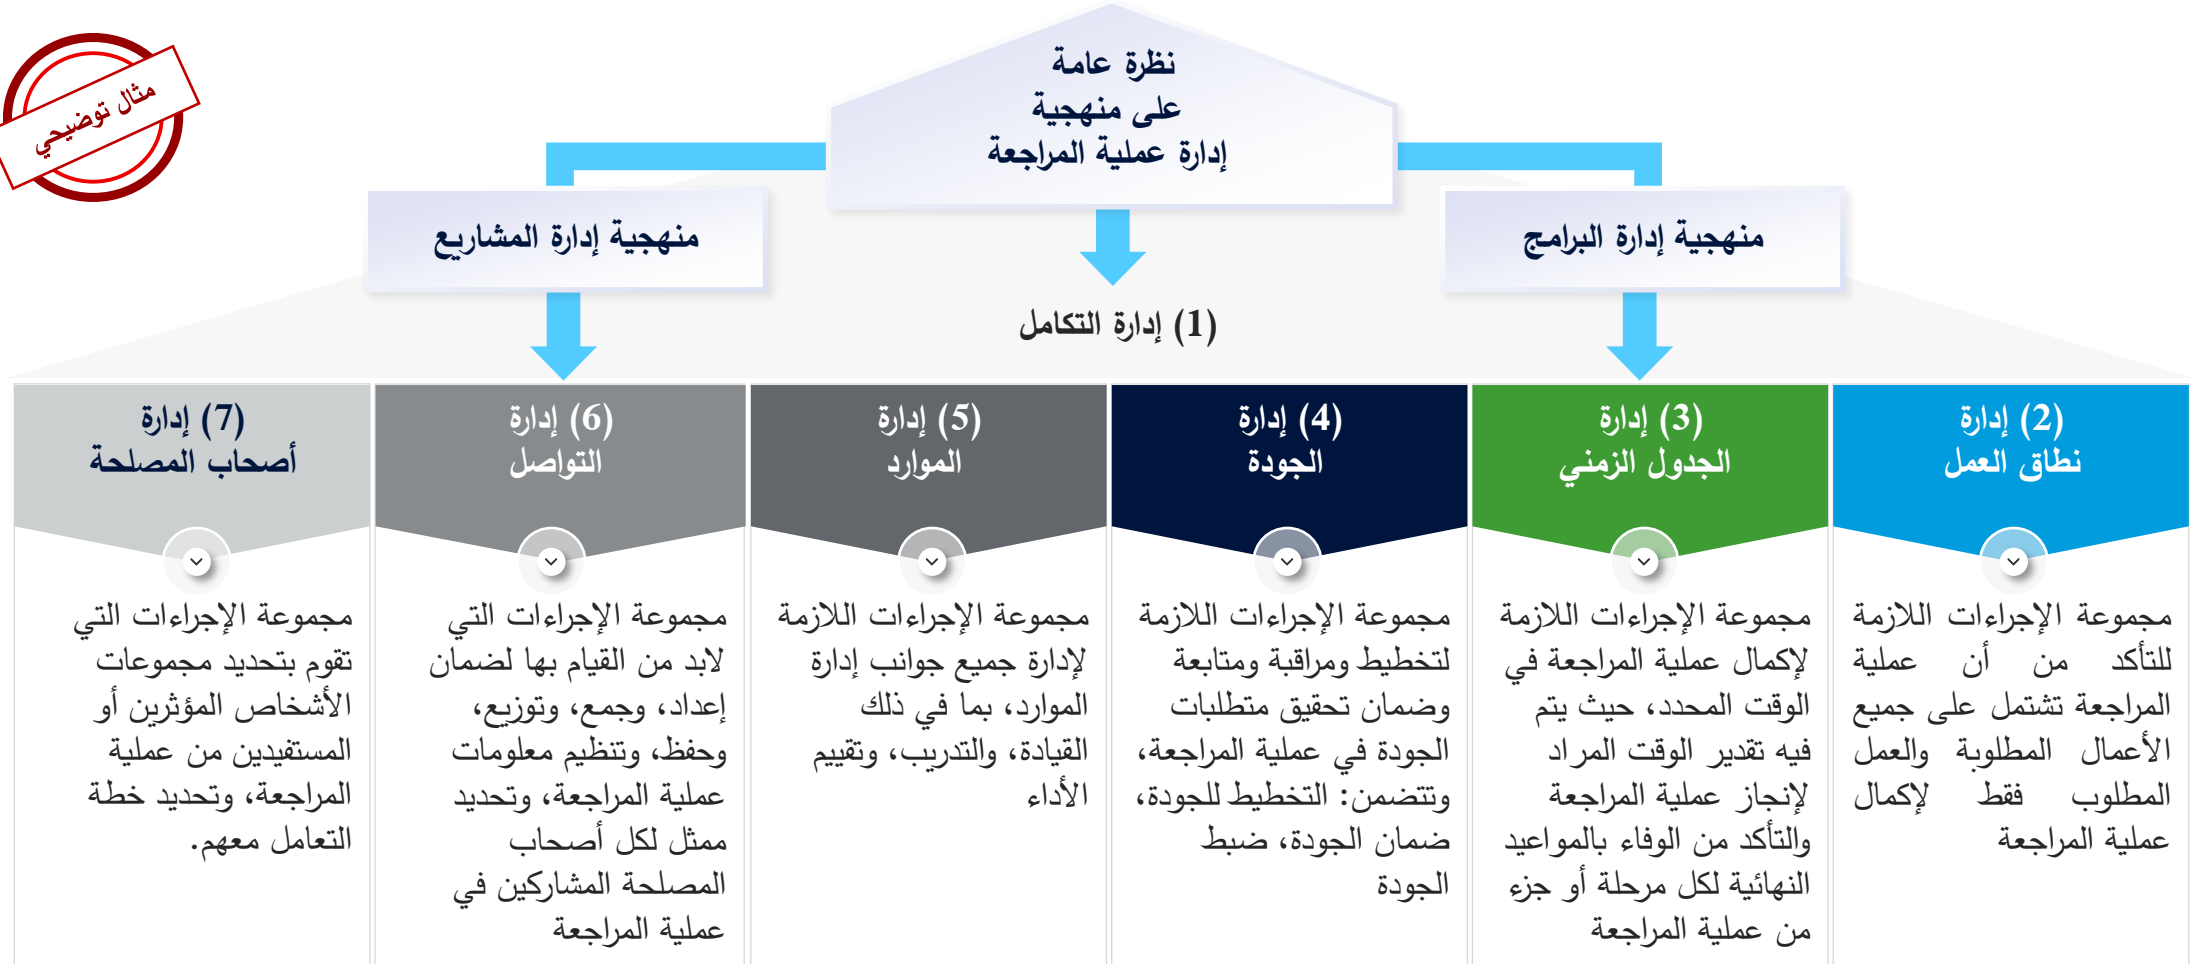 مثال توضيحي
نظرة عامة
على منهجية
إدارة عملية المراجعة
منهجية إدارة البرامج
منهجية إدارة المشاريع
(1) إدارة التكامل
(2) إدارة
نطاق العمل
مجموعة الإجراءات اللازمة
للتأكد من أن عملية
المراجعة تشتمل على جميع
الأعمال المطلوبة والعمل
المطلوب فقط لإكمال
عملية المراجعة
(3) إدارة
الجدول الزمني
مجموعة الإجراءات اللازمة
لإكمال عملية المراجعة في
الوقت المحدد، حيث يتم
فيه تقدير الوقت المراد
لإنجاز عملية المراجعة
والتأكد من الوفاء بالمواعيد
النهائية لكل مرحلة أو جزء
من عملية المراجعة
(4) إدارة
الجودة
مجموعة الإجراءات اللازمة
لتخطيط ومراقبة ومتابعة
وضمان تحقيق متطلبات
الجودة في عملية المراجعة،
وتتضمن: التخطيط للجودة،
ضمان الجودة، ضبط
الجودة
(5) إدارة
الموارد
مجموعة الإجراءات اللازمة
لإدارة جميع جوانب إدارة
الموارد، بما في ذلك
القيادة، والتدريب، وتقييم
الأداء
(6) إدارة
التواصل
مجموعة الإجراءات التي
لابد من القيام بها لضمان
إعداد، وجمع، وتوزيع،
وحفظ، وتنظيم معلومات
عملية المراجعة، وتحديد
ممثل لكل أصحاب
المصلحة المشاركين في
عملية المراجعة
(7) إدارة
أصحاب المصلحة
مجموعة الإجراءات التي
تقوم بتحديد مجموعات
الأشخاص المؤثرين أو
المستفيدين من عملية
المراجعة، وتحديد خطة
التعامل معهم.